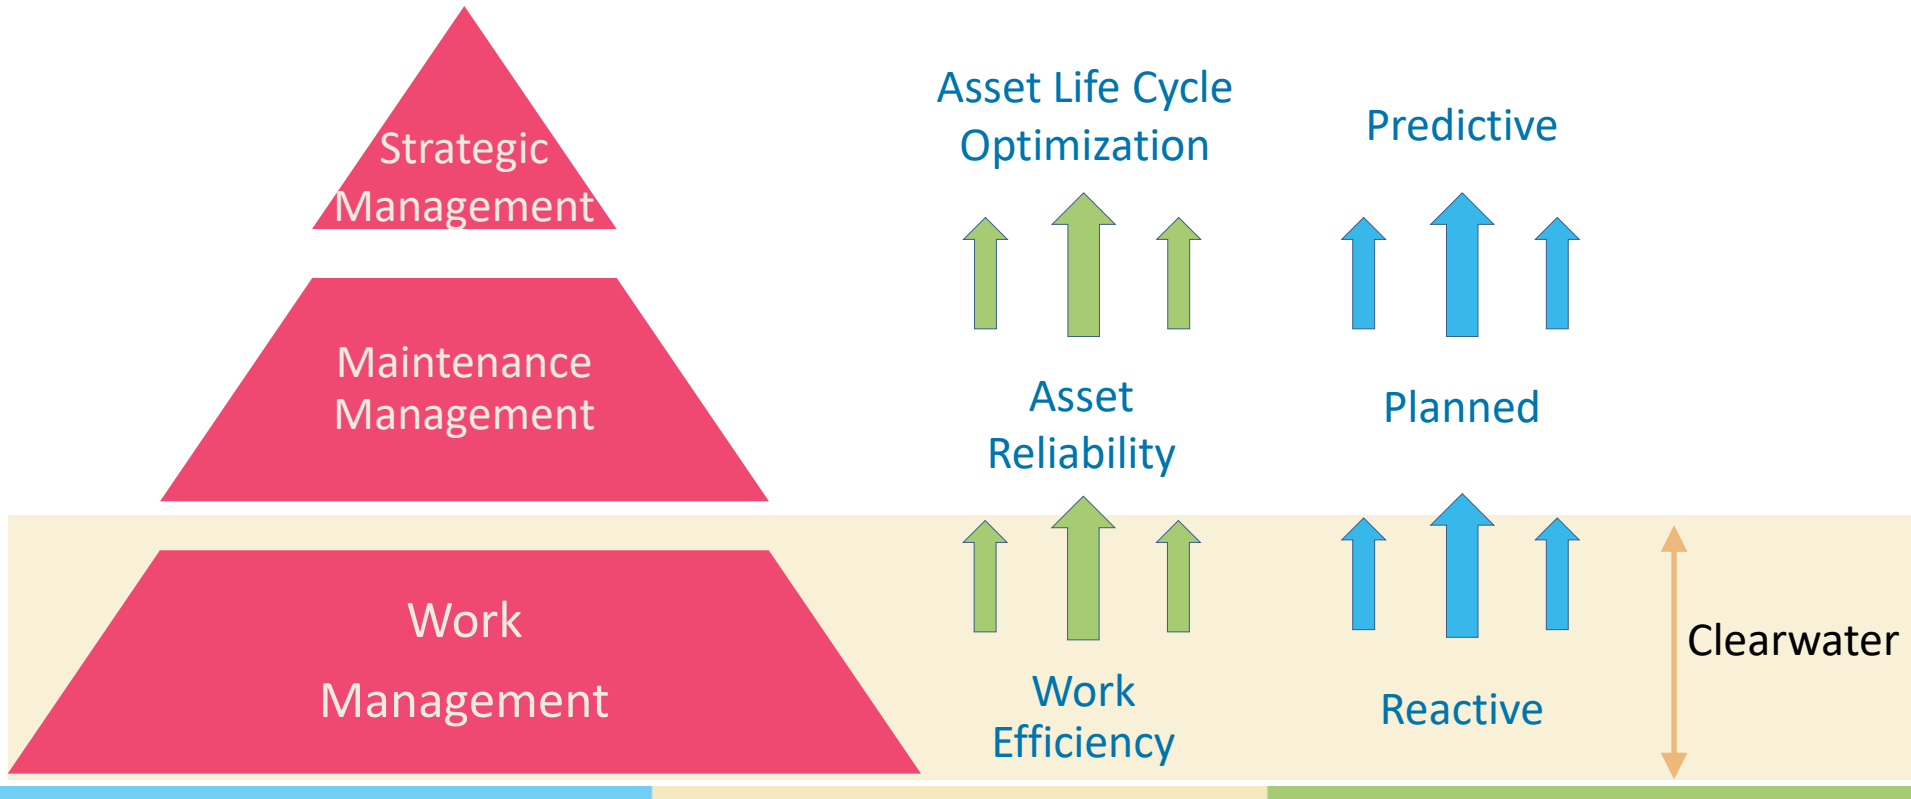 Strategic
Management
Asset Life Cycle
Optimization
Predictive
Maintenance
Management
Asset
Reliability
Planned
Work
Management
Work
Efficiency
Reactive
Clearwater